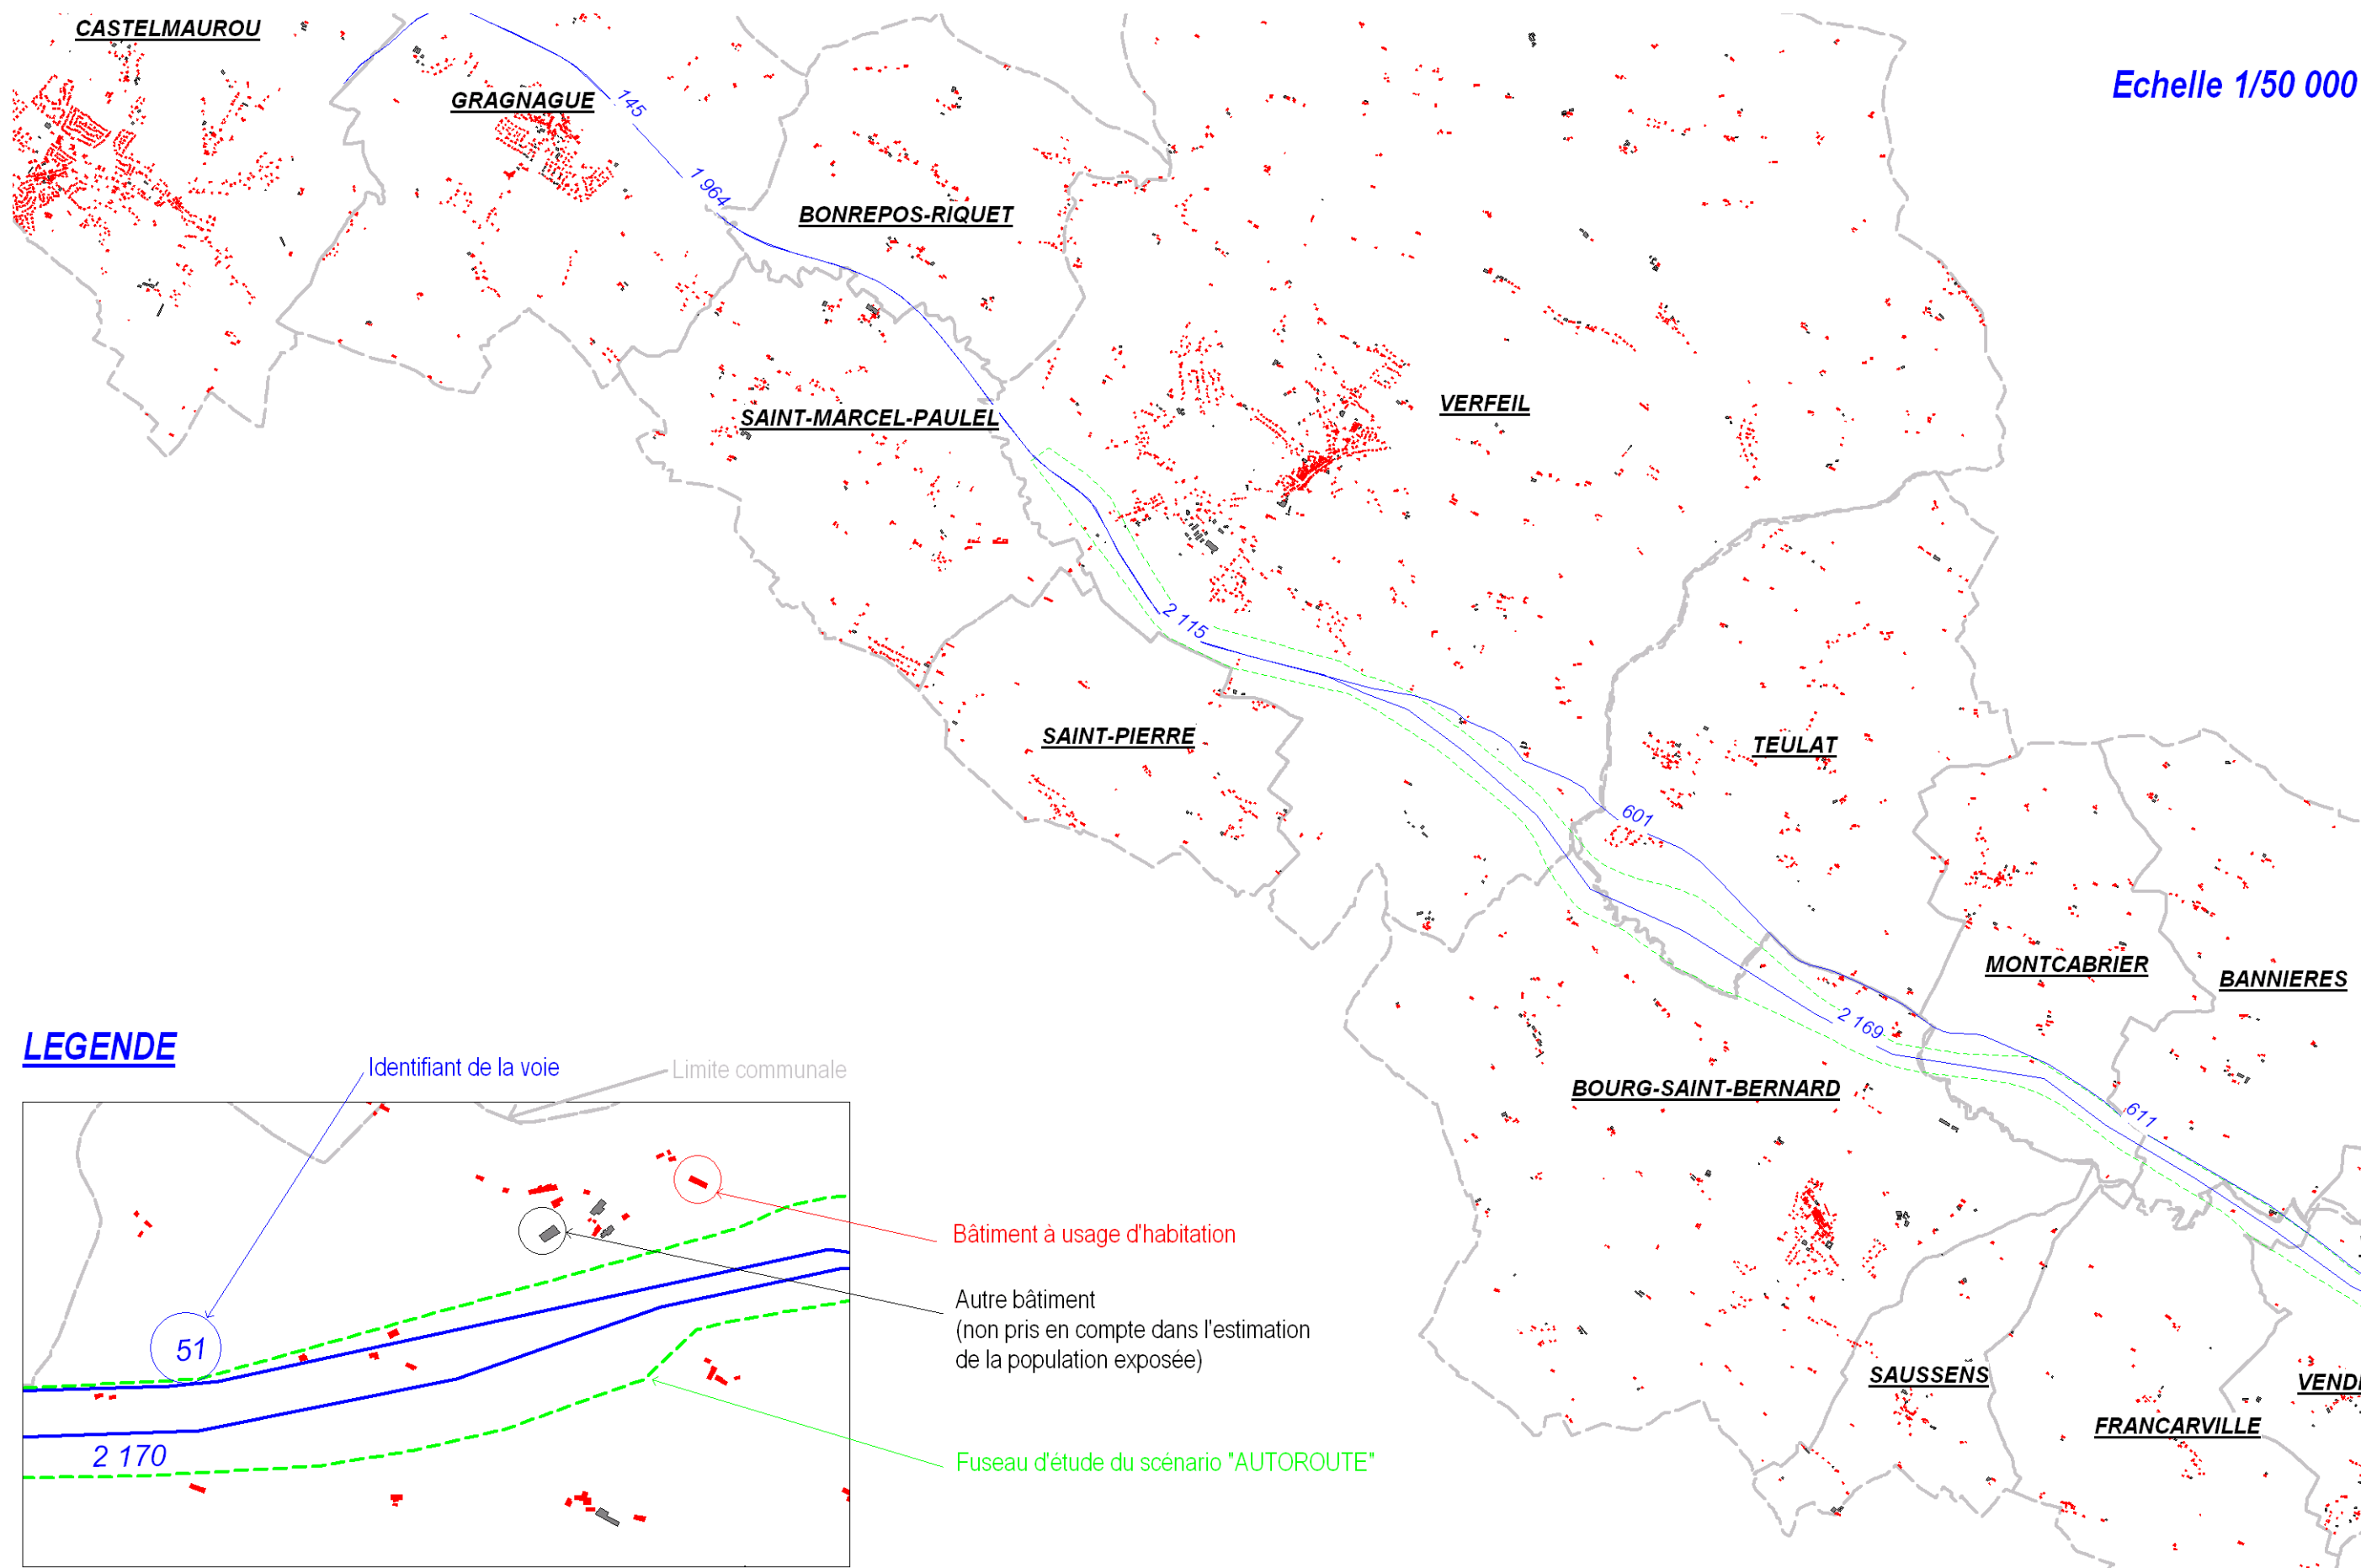 CASTELMAUROU
Echelle 1/50 000
GRAGNAGUE
145
1 964
BONREPOS-RIQUET
VERFEIL
SAINT-MARCEL-PAULEL
2 115
SAINT-PIERRE
TEULAT
601
MONTCABRIER
BANNIERES
2 169
LEGENDE
Identifiant de la voie
Limite communale
BOURG-SAINT-BERNARD
611
Bâtiment à usage d'habitation
Autre bâtiment
(non pris en compte dans l'estimation
de la population exposée)
51
SAUSSENS
FRANCARVILLE
2 170
Fuseau d'étude du scénario "AUTOROUTE"